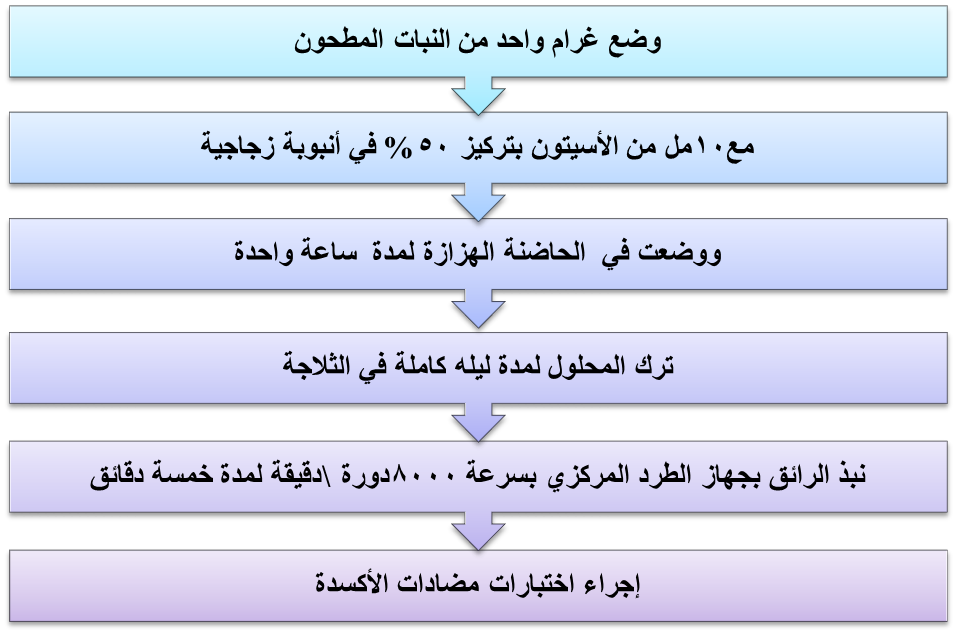 وضع غرام واحد من النبات المطحون
مع١٠مل من الأسيتون بتركيز ٥٠ % في أنبوبة زجاجية
ووضعت في الحاضنة الهزازة لمدة ساعة واحدة
ترك المحلول لمدة ليله كاملة في الثلاجة
نبذ الرائق بجهاز الطرد المركزي بسرعة ٨٠٠٠دورة \دقيقة لمدة خمسة دقائق
إجراء اختبارات مضادات الأكسدة